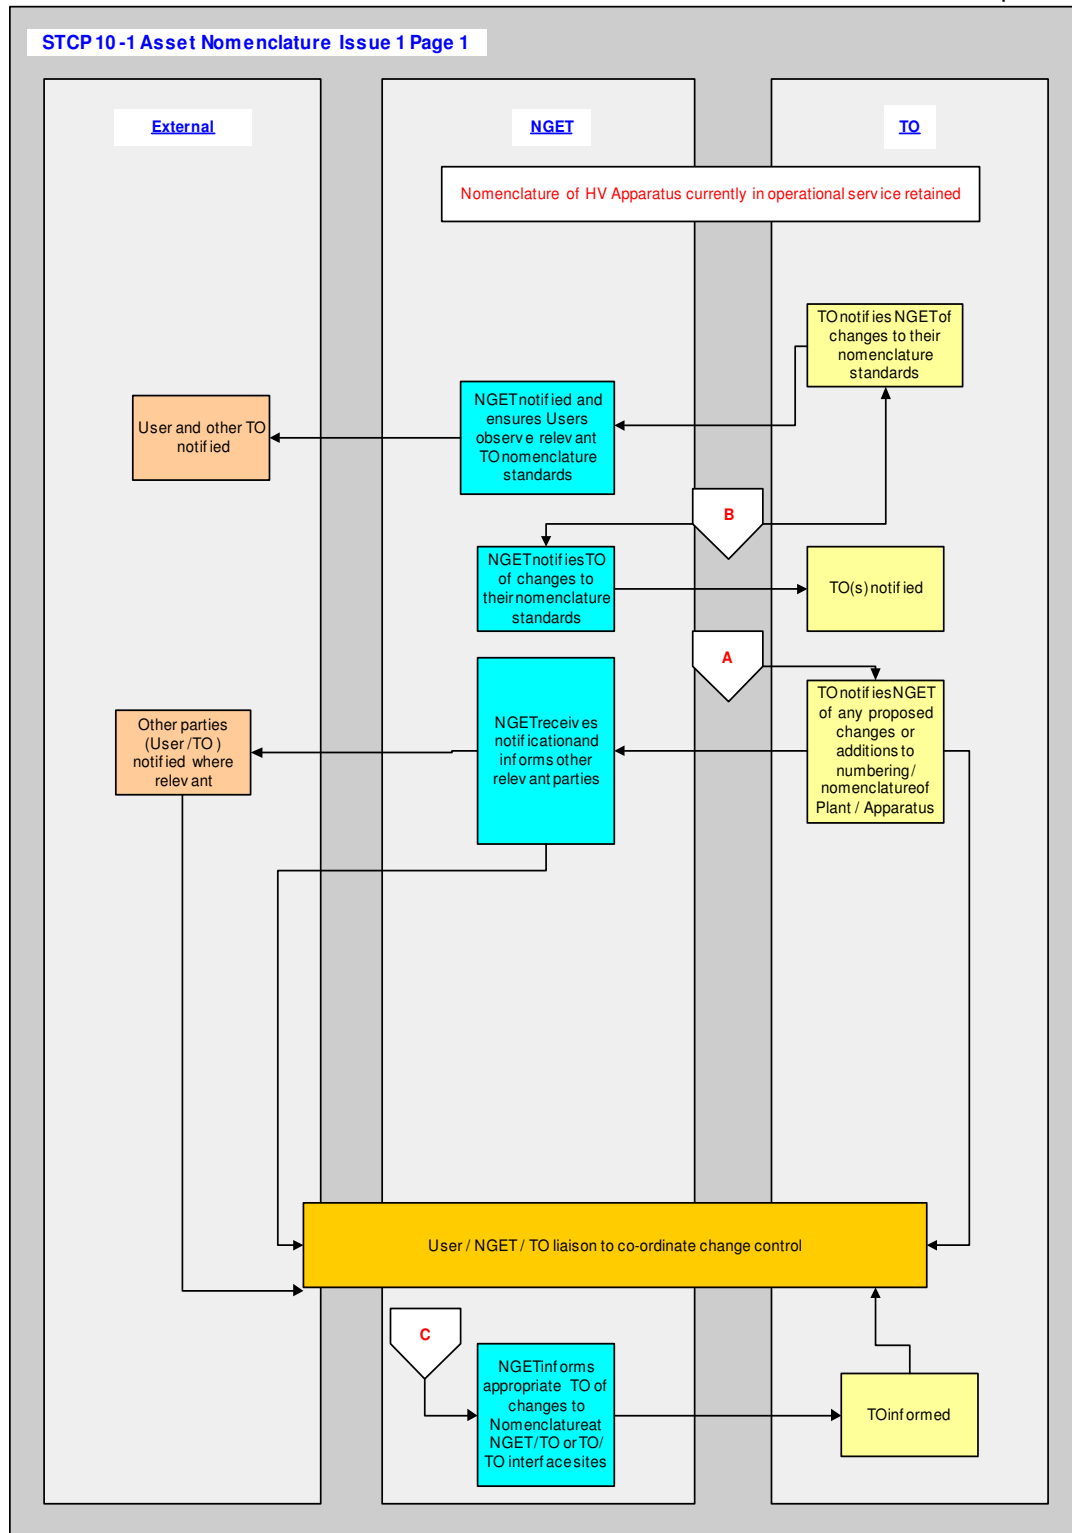 STCP 10-1 Asset Nomenclature Issue 1 Page 1
External
NGET
TO
Nomenclature of HV Apparatus currently in operational service retained
TO notifies NGET of
changes to their
nomenclature
standards
NGET notified and
ensures Users
observe relevant
TO nomenclature
standards
User and other TO
notified
B
NGET notifies TO
of changes to
their nomenclature
standards
TO(s) notified
A
TO notifies NGET
of any proposed
changes or
additions to
numbering/
nomenclature of
Plant / Apparatus
NGET receives
notification and
informs other
relevant parties
Other parties
(User / TO )
notified where
relevant
User / NGET / TO liaison to co-ordinate change control
C
NGET informs
appropriate TO of
changes to
Nomenclature at
NGET/TO or TO/
TO interface sites
TO informed